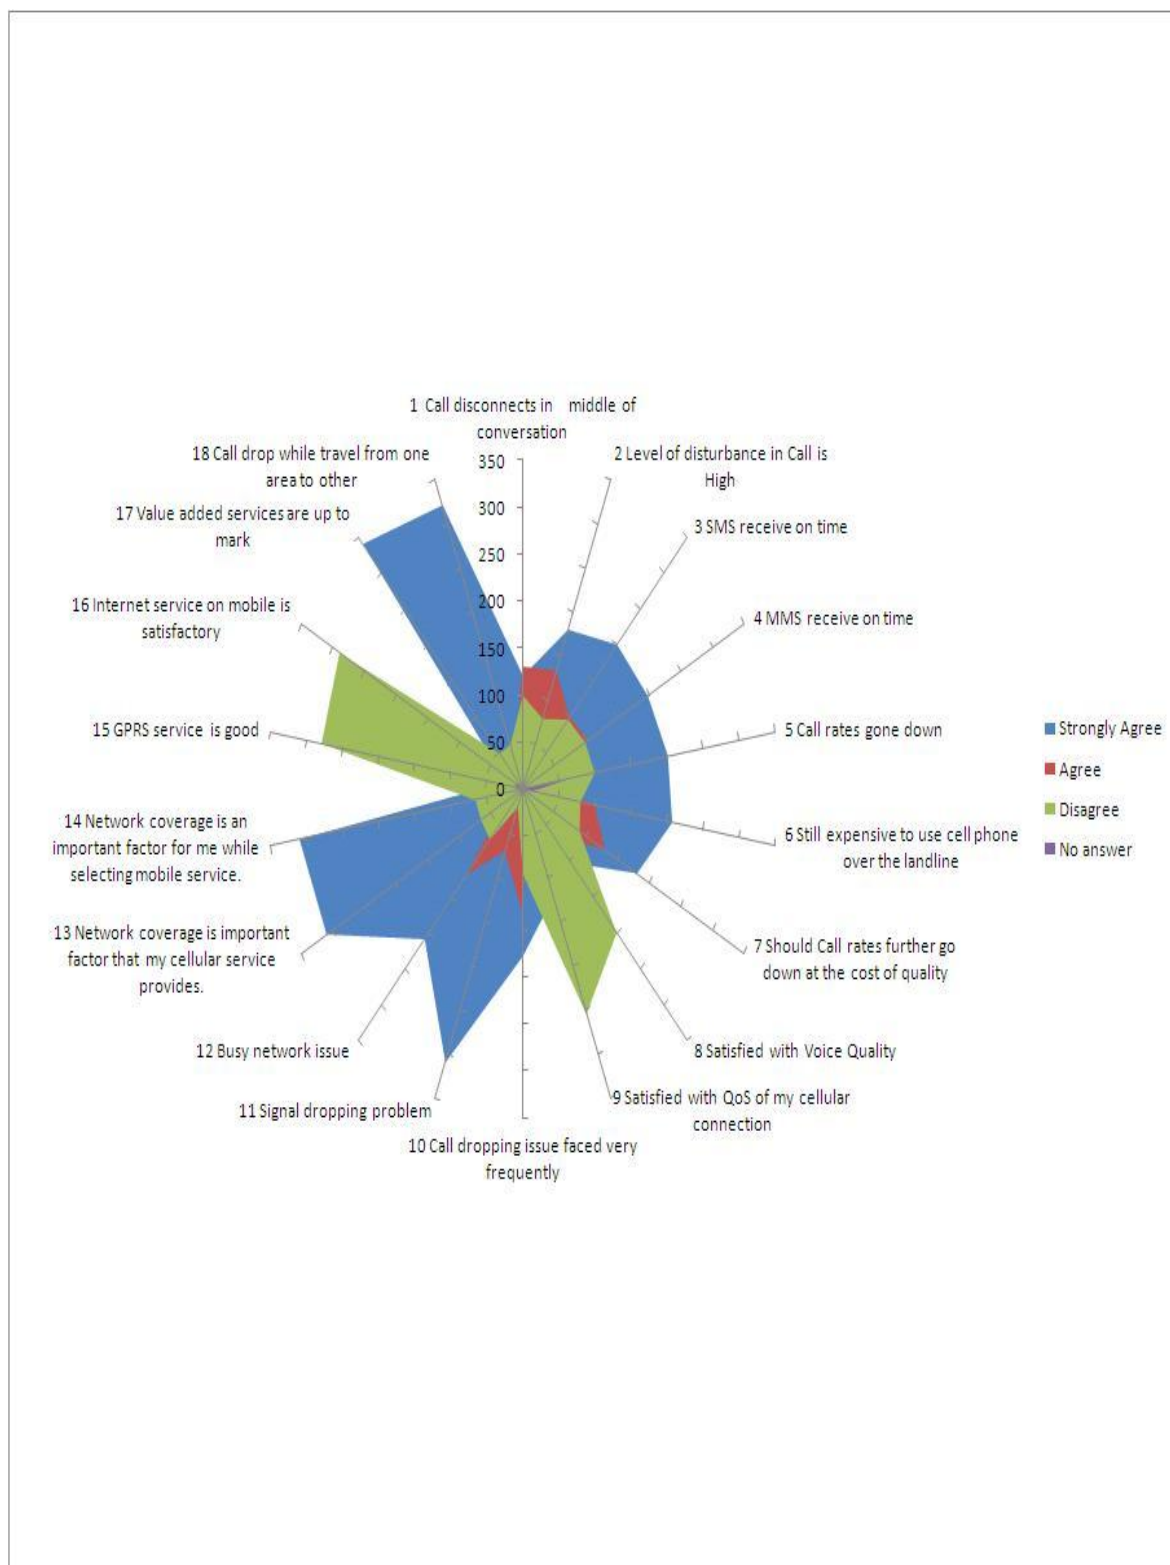 1 Call disconnects in middle of
conversation
2 Level of disturbance in Call is
High
3 SMS receive on time
4 MMS receive on time
5 Call rates gone down
6 Still expensive to use cell phone
over the landline
7 Should Call rates further go
down at the cost of quality
8 Satisfied with Voice Quality
9 Satisfied with QoS of my cellular
connection
10 Call dropping issue faced very
frequently
11 Signal dropping problem
12 Busy network issue
13 Network coverage is important
factor that my cellular service
provides.
14 Network coverage is an
important factor for me while
selecting mobile service.
15 GPRS service is good
16 Internet service on mobile is
satisfactory
17 Value added services are up to
mark
18 Call drop while travel from one
area to other
350
300
250
200
150
100
50
0
Strongly Agree
Agree
Disagree
No answer